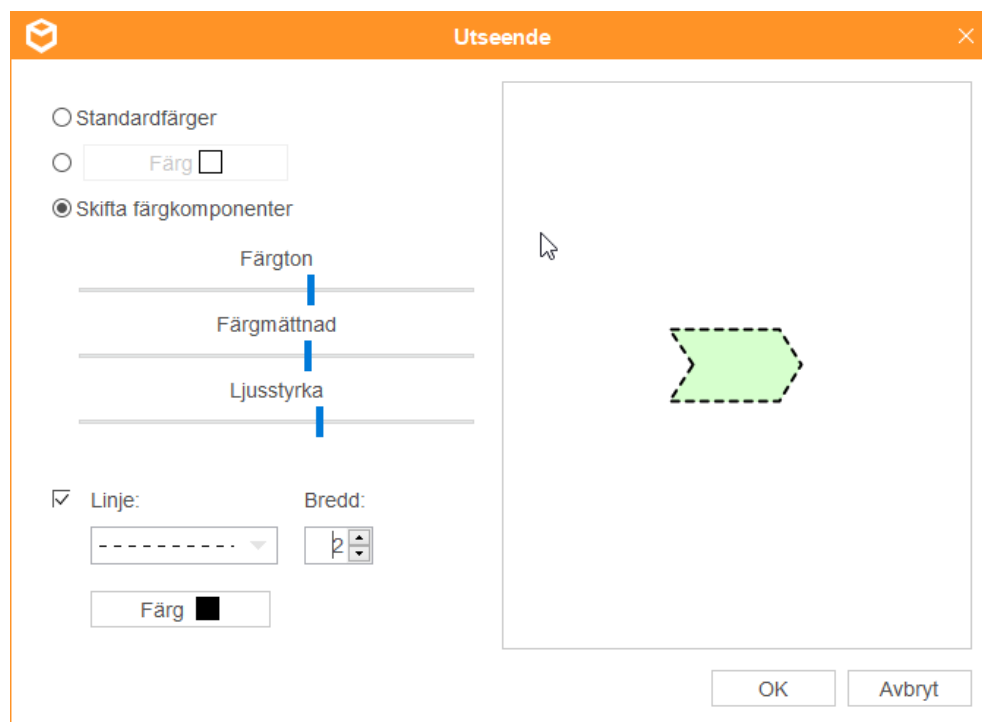 Utseende
Standardfärger
Färg
Skifta färgkomponenter
Färgton
Färgmättnad
Ljusstyrka
Linje: Bredd:
2
Färg
OK Avbryt